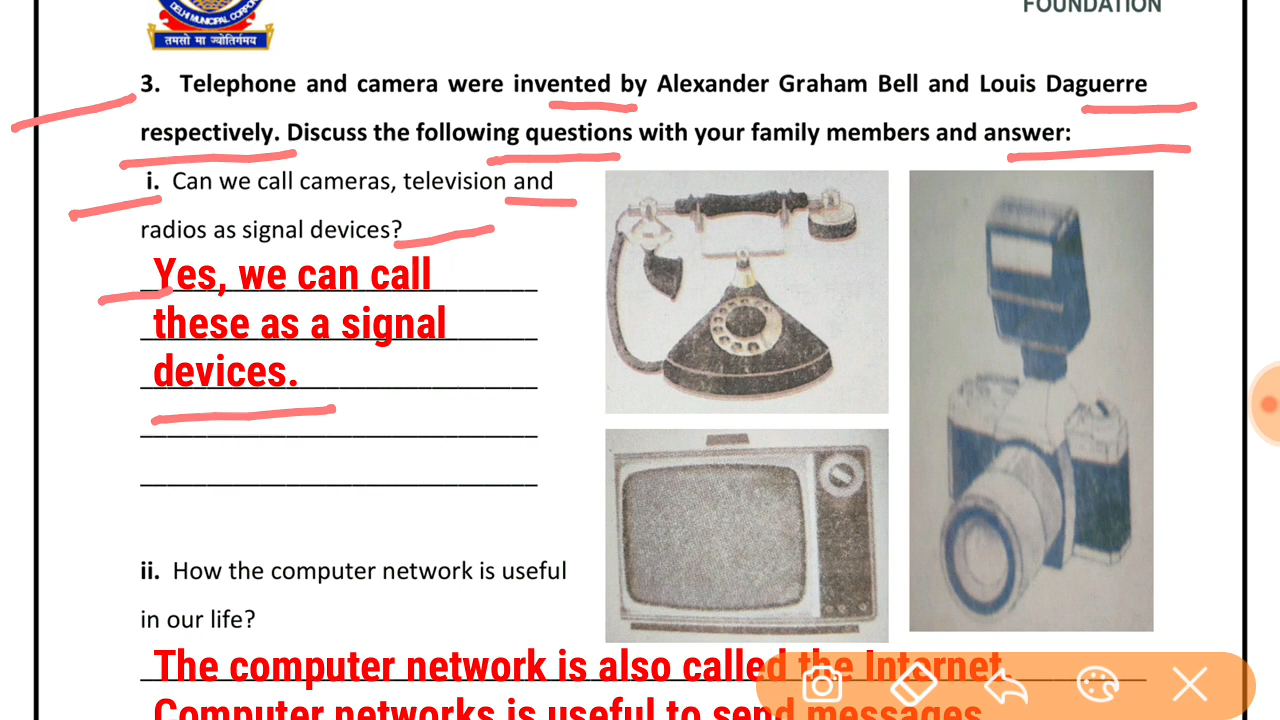 DELHI MUNICIPAL CORPOR
तमसो मा ज्योतिर्गमय
FOUNDATION
3. Telephone and camera were invented by Alexander Graham Bell and Louis Daguerre
respectively. Discuss the following questions with your family members and answer:
i. Can we call cameras, television and
radios as signal devices?
Yes, we can call
these as a signal
devices.
ii. How the computer network is useful
in our life?
The computer network is also called the Internet.
Computer networks is useful to send messages